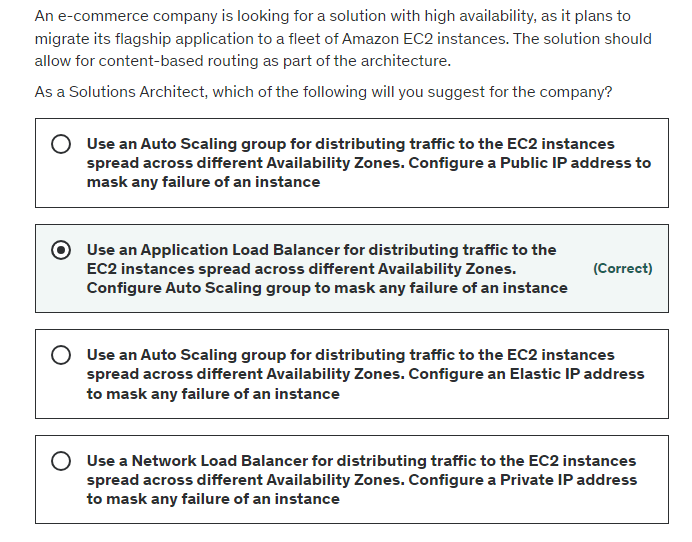 An e-commerce company is looking for a solution with high availability, as it plans to
migrate its flagship application to a fleet of Amazon EC2 instances. The solution should
allow for content-based routing as part of the architecture.
As a Solutions Architect, which of the following will you suggest for the company?
Use an Auto Scaling group for distributing traffic to the EC2 instances
spread across different Availability Zones. Configure a Public IP address to
mask any failure of an instance
Use an Application Load Balancer for distributing traffic to the
EC2 instances spread across different Availability Zones.
(Correct)
Configure Auto Scaling group to mask any failure of an instance
Use an Auto Scaling group for distributing traffic to the EC2 instances
spread across different Availability Zones. Configure an Elastic IP address
to mask any failure of an instance
Use a Network Load Balancer for distributing traffic to the EC2 instances
spread across different Availability Zones. Configure a Private IP address
to mask any failure of an instance